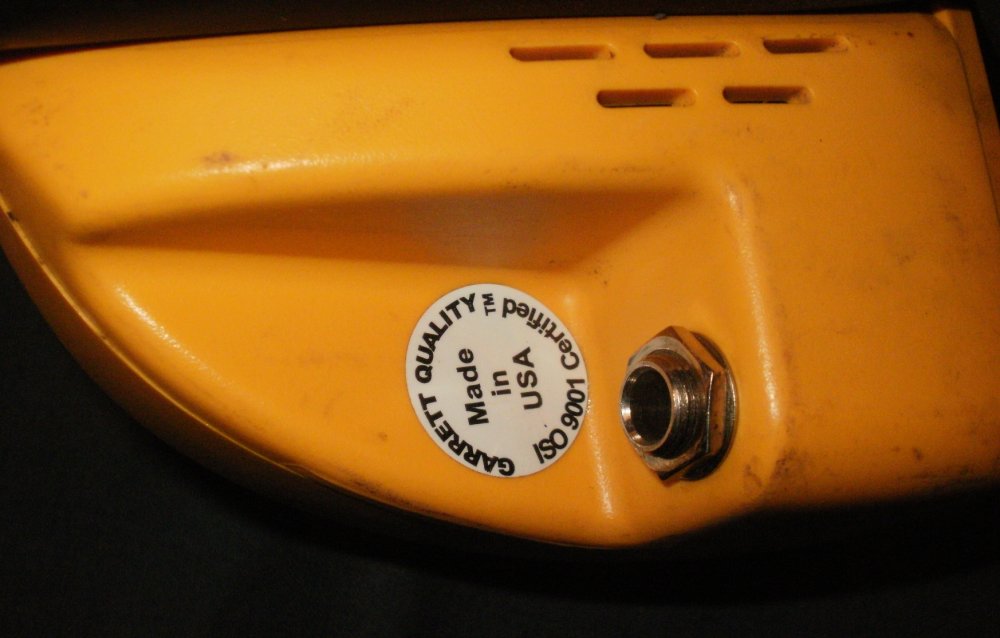 GARRETT QUALITY™
Made
in
USA
ISO 9001 Certified